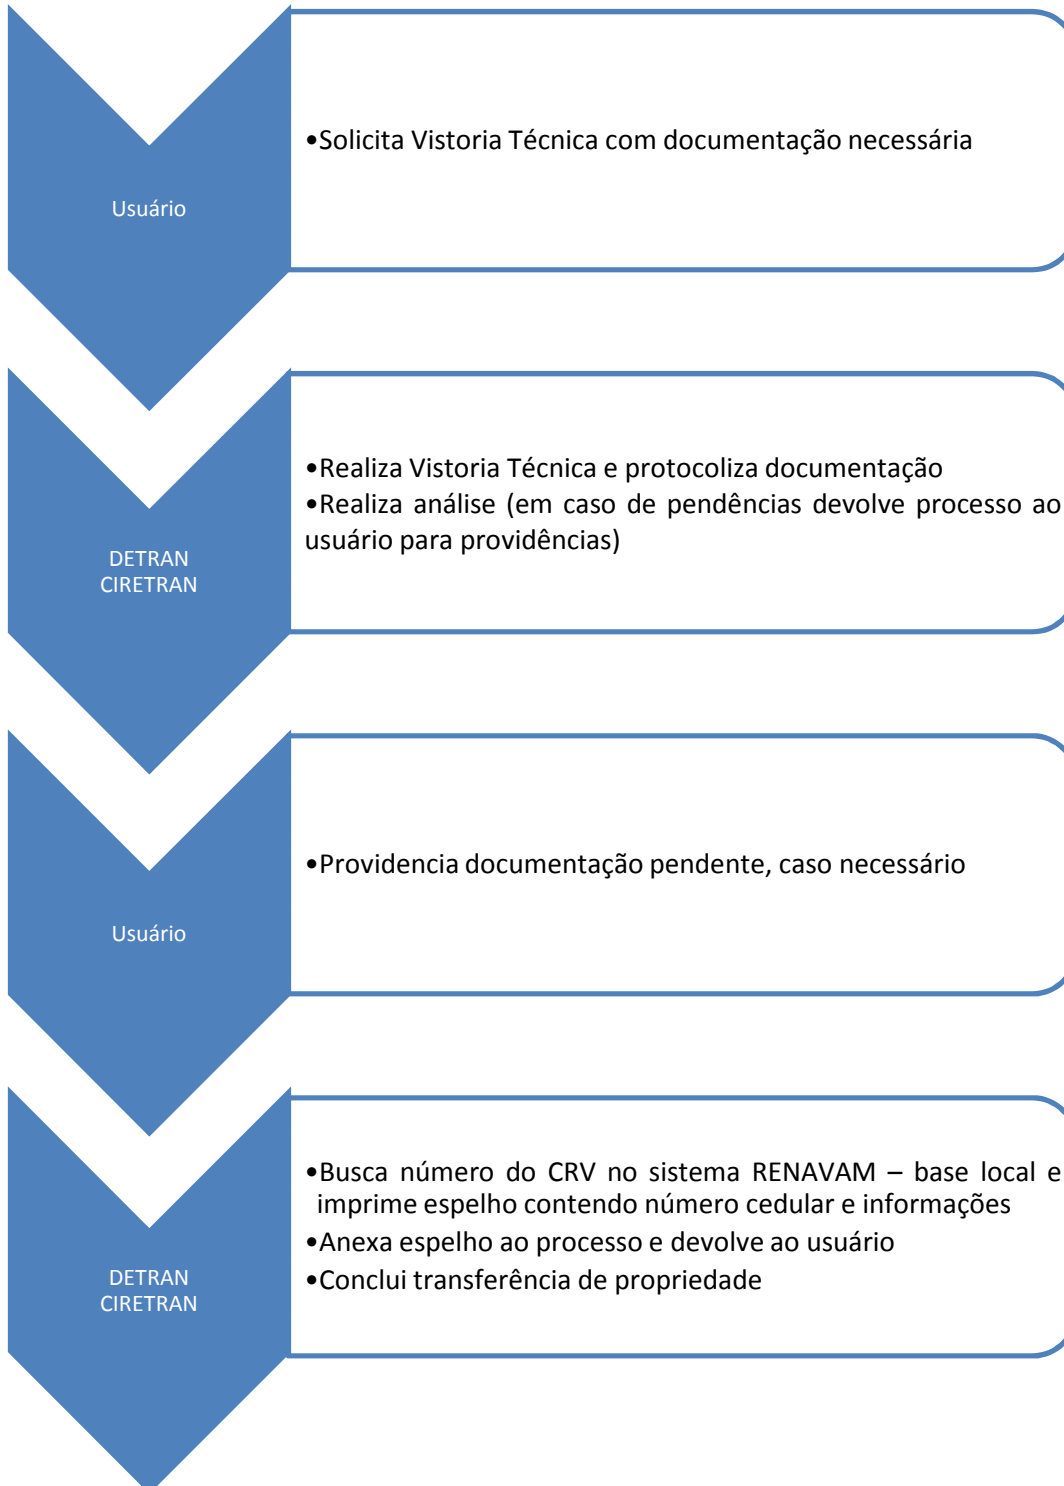 Usuário
•Solicita Vistoria Técnica com documentação necessária
DETRAN
CIRETRAN
•Realiza Vistoria Técnica e protocoliza documentação
•Realiza análise (em caso de pendências devolve processo ao
usuário para providências)
Usuário
•Providencia documentação pendente, caso necessário
DETRAN
CIRETRAN
•Busca número do CRV no sistema RENAVAM – base local e
imprime espelho contendo número cedular e informações
•Anexa espelho ao processo e devolve ao usuário
•Conclui transferência de propriedade